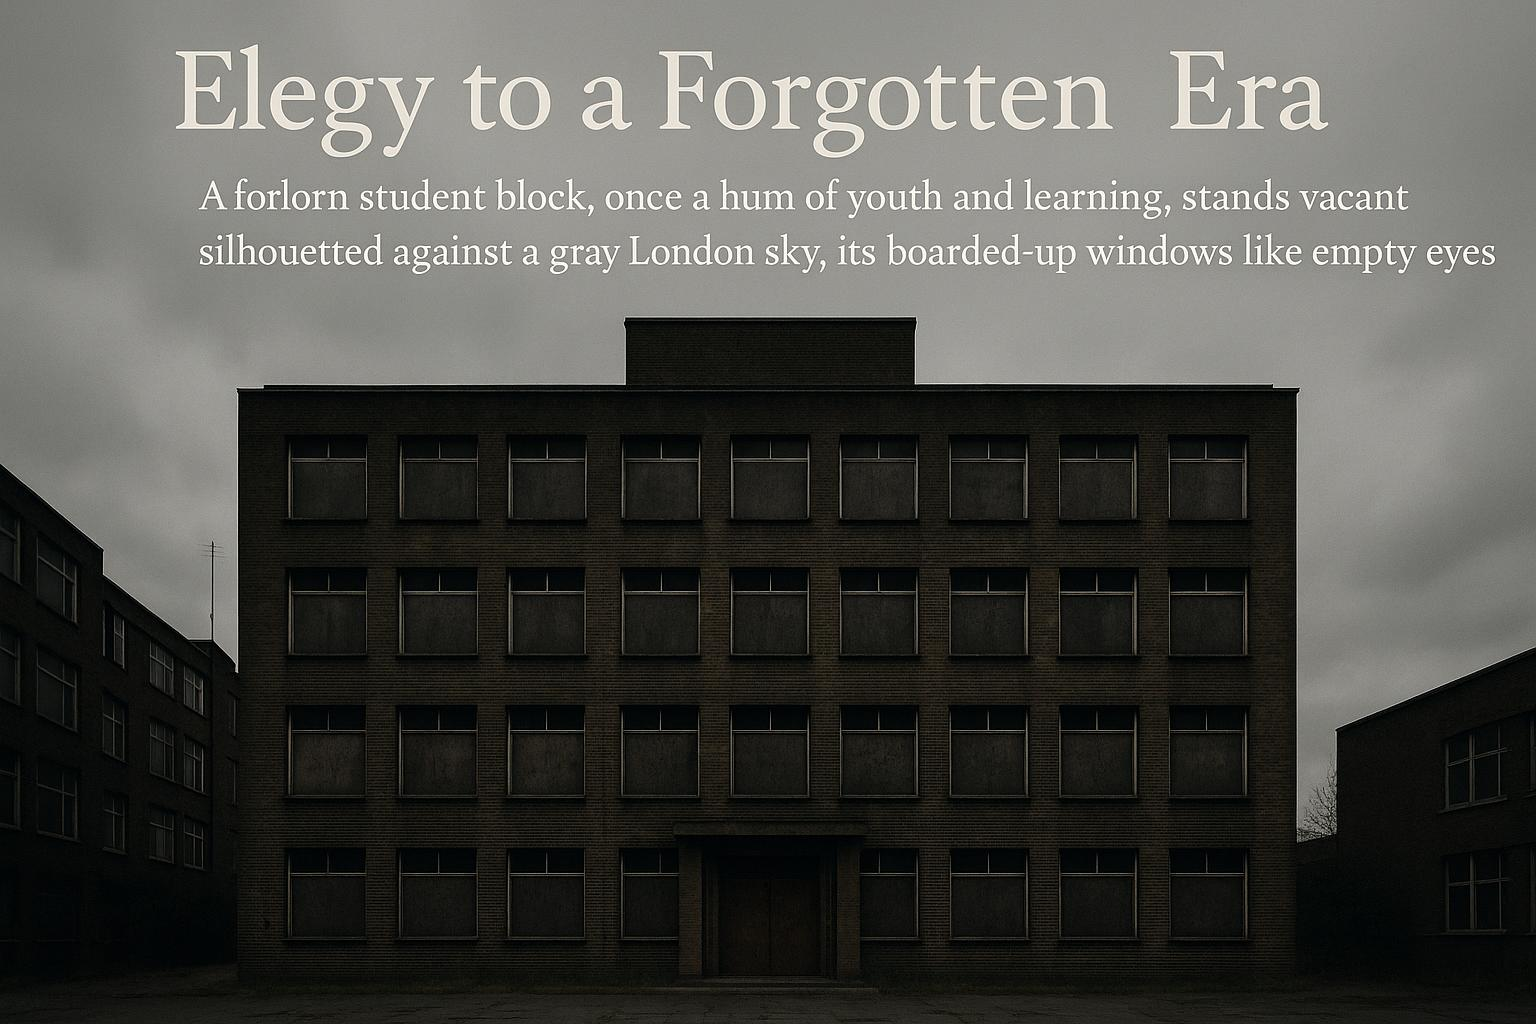 Elegy to a Forgotten Era
A forlorn student block, once a hum of youth and learning, stands vacant
silhouetted against a gray London sky, its boarded-up windows like empty eyes